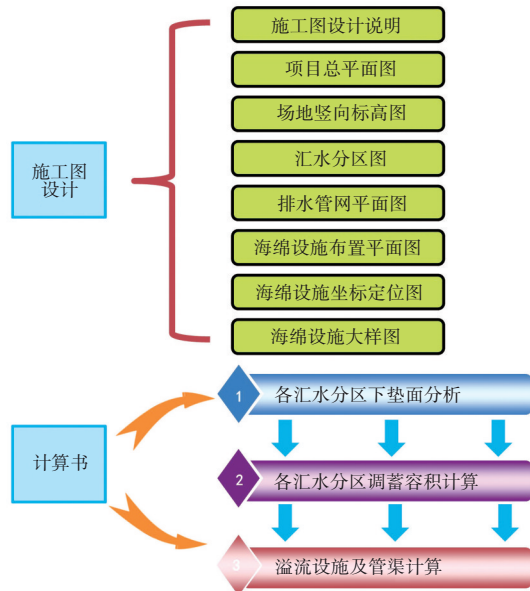 施工图设计说明
项目总平面图
场地竖向标高图
汇水分区图
排水管网平面图
海绵设施布置平面图
海绵设施坐标定位图
海绵设施大样图
施工图
设计
计算书
1
各汇水分区下垫面分析
2
各汇水分区调蓄容积计算
3
溢流设施及管渠计算